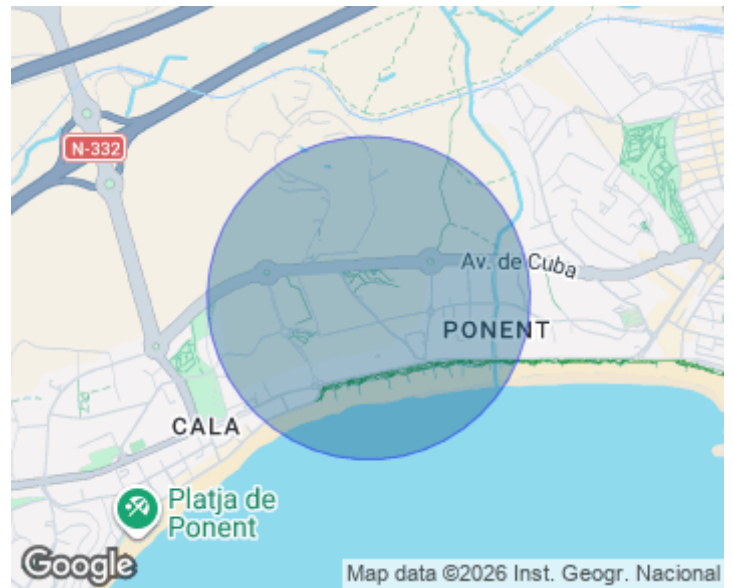 N-332
Av. de Cuba
PONENT
CALA
Platja de
Ponent
Google
Map data ©2026 Inst. Geogr. Nacional